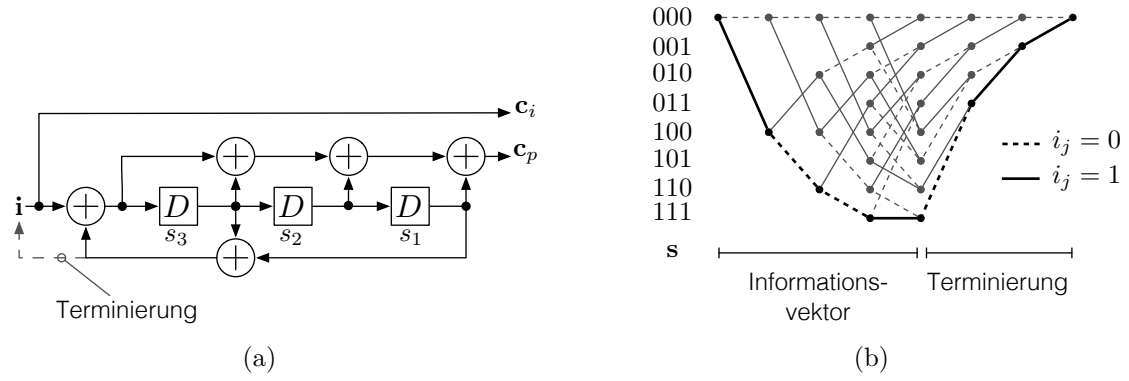 i
c_i
c_p
D
D
D
s_3
s_2
s_1
Terminierung
(a)
000
001
010
011
100
101
110
111
s
i_j = 0
i_j = 1
Informations-
vektor
Terminierung
(b)